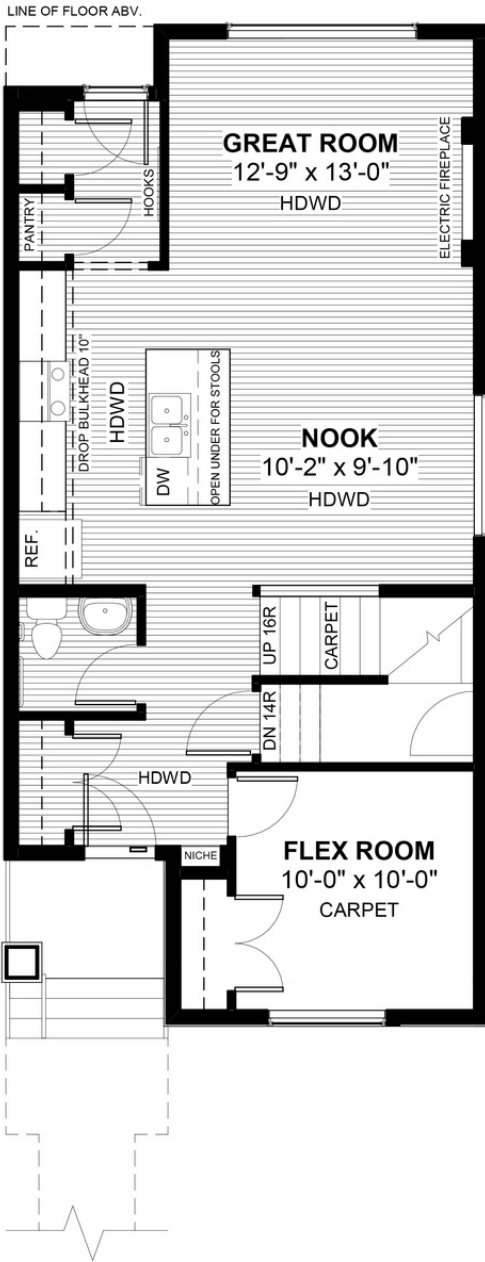 LINE OF FLOOR ABV.
GREAT ROOM
12'-9" x 13'-0"
HDWD
ELECTRIC FIREPLACE
HOOKS
PANTRY
DROP BULKHEAD 10"
HDWD
OPEN UNDER FOR STOOLS
DW
NOOK
10'-2" x 9'-10"
HDWD
REF.
UP 16R
CARPET
DN 14R
HDWD
NICHE
FLEX ROOM
10'-0" x 10'-0"
CARPET